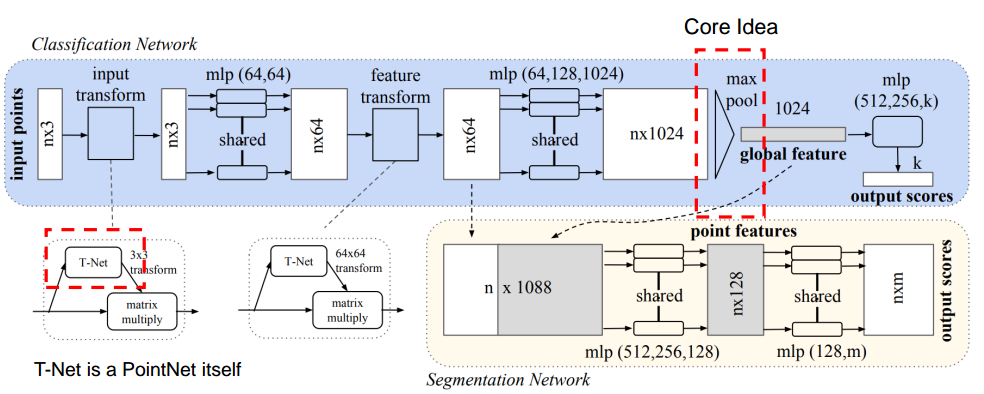 Core Idea
Classification Network
input points
nx3
input
transform
nx3
mlp (64,64)
shared
nx64
feature
transform
nx64
mlp (64,128,1024)
shared
nx1024
max
pool
1024
global feature
mlp
(512,256,k)
k
output scores
T-Net
3x3
transform
matrix
multiply
T-Net
64x64
transform
matrix
multiply
T-Net is a PointNet itself
point features
n x 1088
shared
mlp (512,256,128)
nx128
shared
mlp (128,m)
nxm
output scores
Segmentation Network